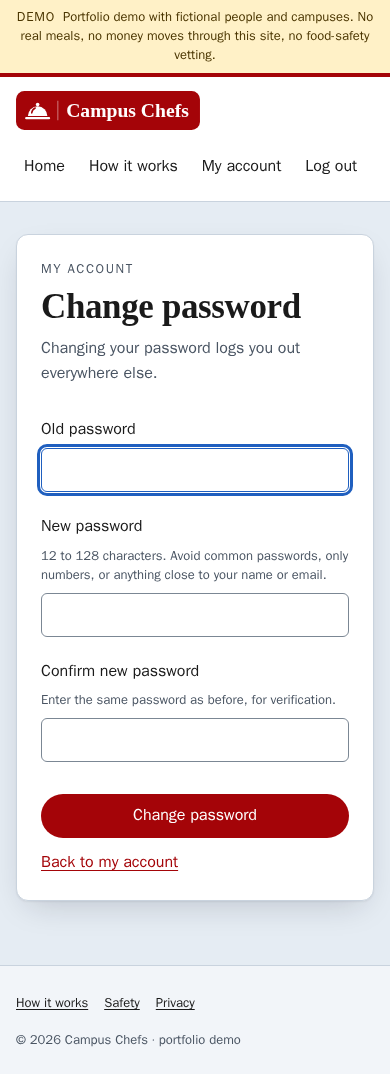 DEMO Portfolio demo with fictional people and campuses. No
real meals, no money moves through this site, no food-safety
vetting.
Campus Chefs
Home How it works My account Log out
MY ACCOUNT
Change password
Changing your password logs you out
everywhere else.
Old password
New password
12 to 128 characters. Avoid common passwords, only
numbers, or anything close to your name or email.
Confirm new password
Enter the same password as before, for verification.
Change password
Back to my account
How it works Safety Privacy
© 2026 Campus Chefs · portfolio demo